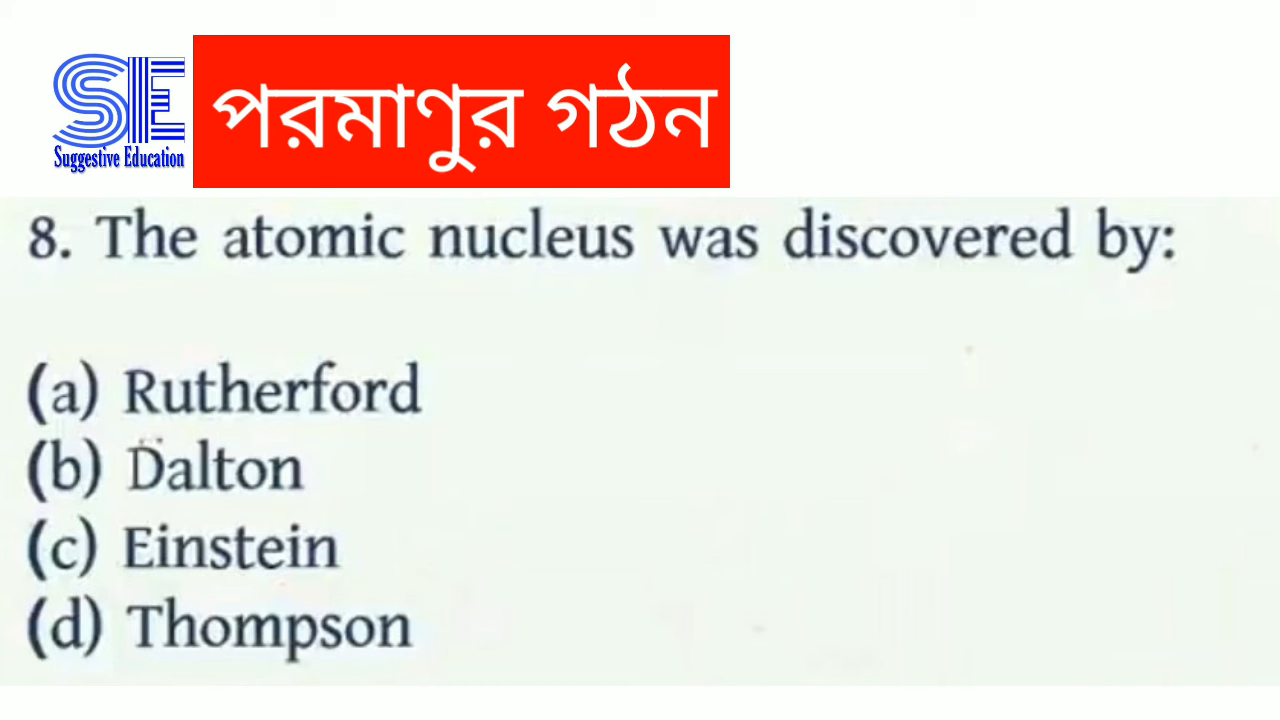 SE
Suggestive Education
পরমাণুর গঠন
8. The atomic nucleus was discovered by:
(a) Rutherford
(b) Dalton
(c) Einstein
(d) Thompson